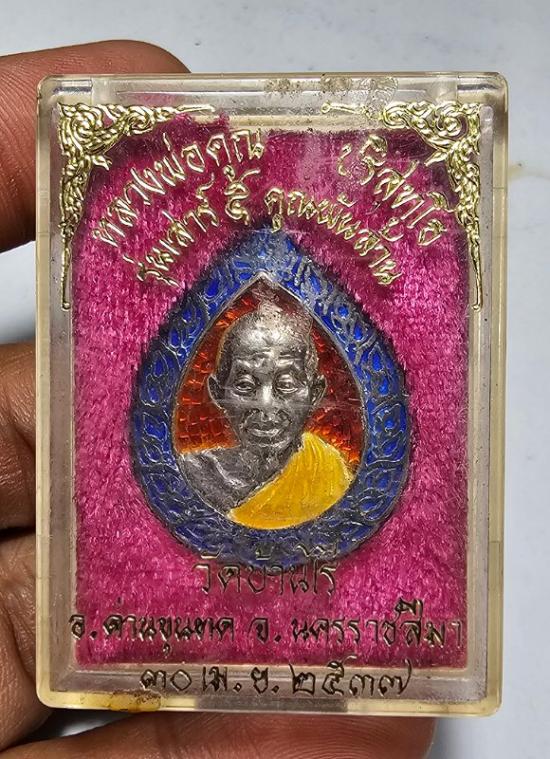 หลวงพ่อคูณ ปริสุทฺโธ
รุ่นเสาร์ ๕ คูณพันล้าน
วัดบ้านไร่
อ.ด่านขุนทด จ.นครราชสีมา
๓๐ เม.ย. ๒๕๓๗